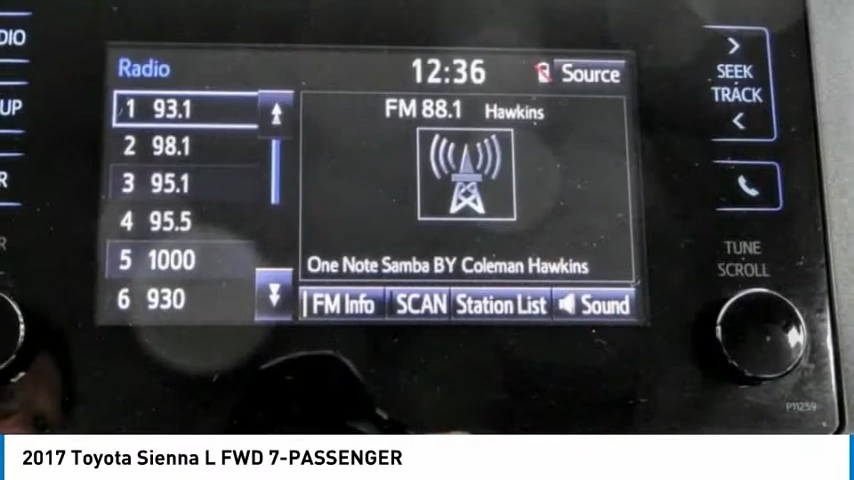 DIO
UP
R
R
Radio
12:36
Source
1 93.1
2 98.1
3 95.1
4 95.5
5 1000
6 930
FM 88.1 Hawkins
One Note Samba BY Coleman Hawkins
FM Info
SCAN
Station List
Sound
SEEK
TRACK
TUNE
SCROLL
P11259
2017 Toyota Sienna L FWD 7-PASSENGER